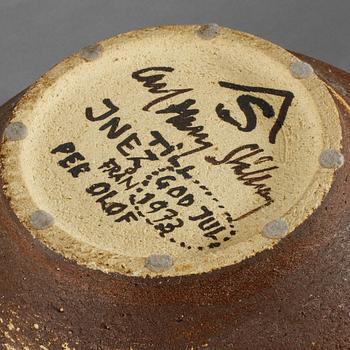 S
Carl Harry Stålhane
TILL
INEZ GOD JUL
FRÅN 1973
PER OLOF